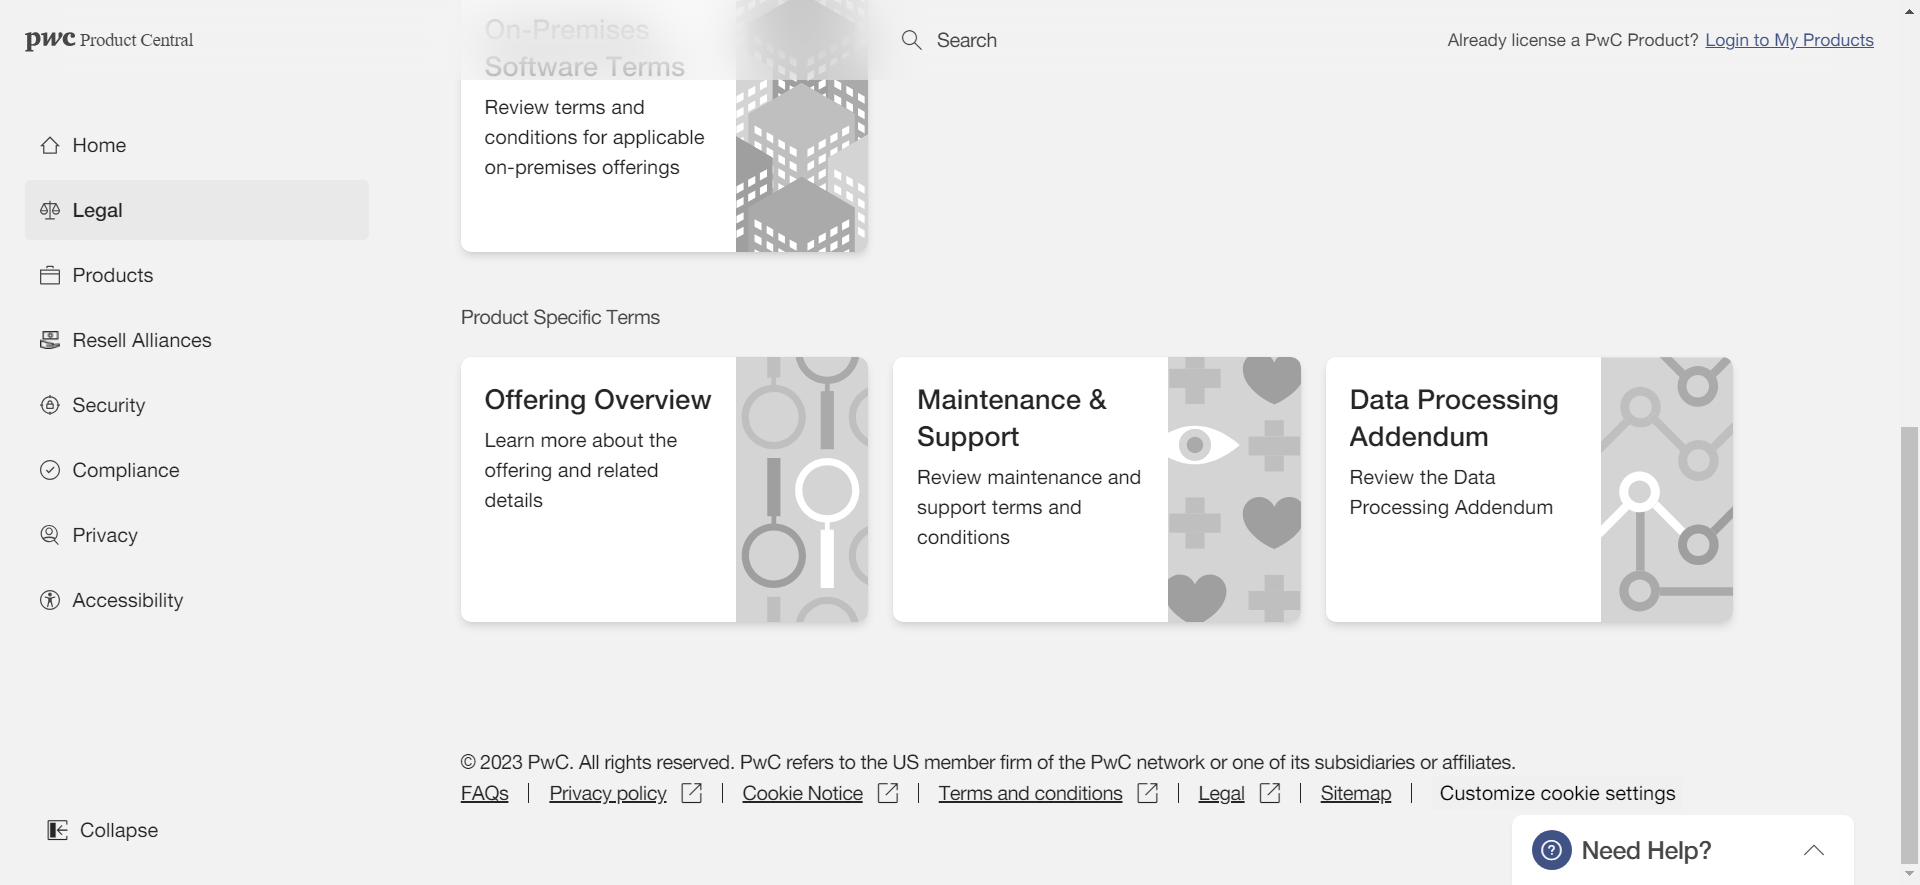 pwc Product Central
Search
Already license a PwC Product? Login to My Products
Home
Legal
Products
Resell Alliances
Security
Compliance
Privacy
Accessibility
Collapse
On-Premises
Software Terms
Review terms and
conditions for applicable
on-premises offerings
Product Specific Terms
Offering Overview
Learn more about the
offering and related
details
Maintenance &
Support
Review maintenance and
support terms and
conditions
Data Processing
Addendum
Review the Data
Processing Addendum
© 2023 PwC. All rights reserved. PwC refers to the US member firm of the PwC network or one of its subsidiaries or affiliates.
FAQs | Privacy policy | Cookie Notice | Terms and conditions | Legal | Sitemap | Customize cookie settings
Need Help?